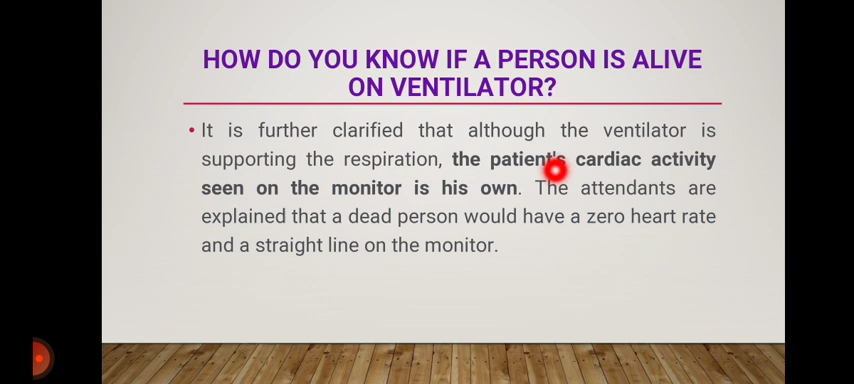 HOW DO YOU KNOW IF A PERSON IS ALIVE
ON VENTILATOR?
• It is further clarified that although the ventilator is
supporting the respiration, the patient's cardiac activity
seen on the monitor is his own. The attendants are
explained that a dead person would have a zero heart rate
and a straight line on the monitor.